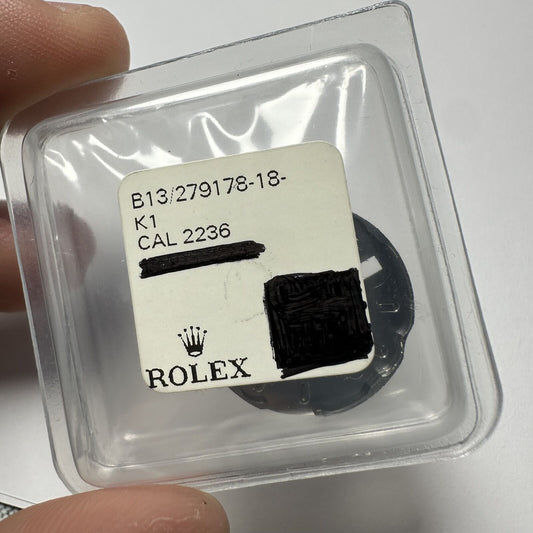 B13/279178-18-
K1
CAL 2236
ROLEX